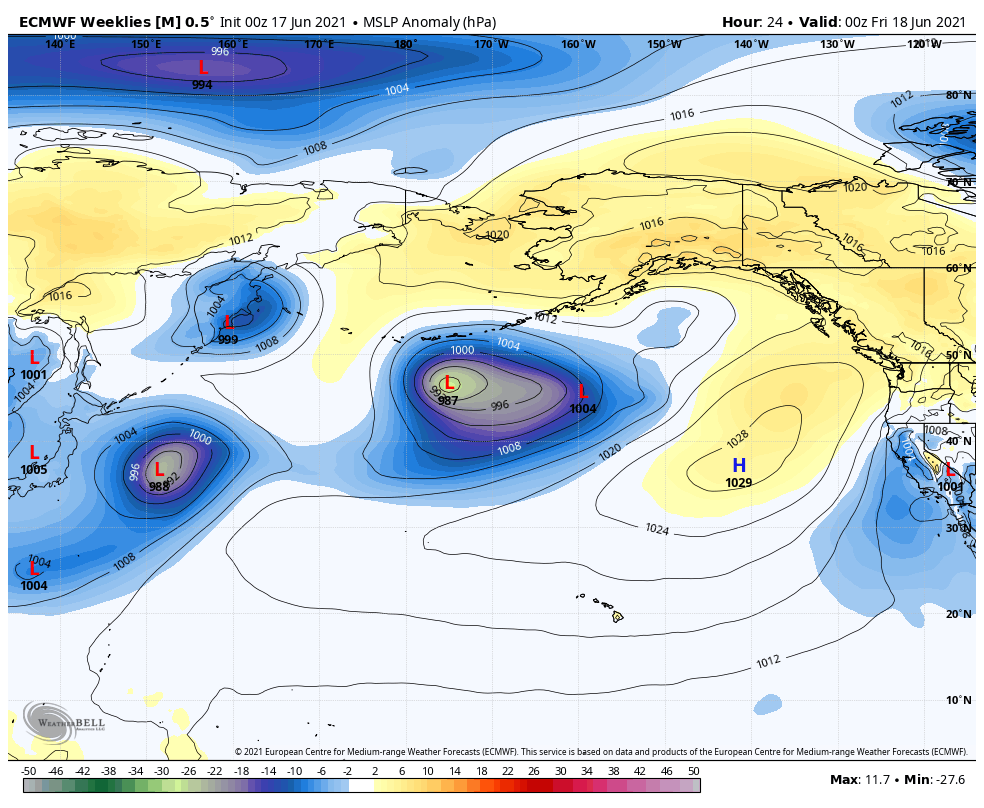 ECMWF Weeklies [M] 0.5° Init 00z 17 Jun 2021 • MSLP Anomaly (hPa)
Hour: 24 • Valid: 00z Fri 18 Jun 2021
140°E 150°E 160°E 170°E 180° 170°W 160°W 150°W 140°W 130°W 120°W
1000
996
L
994
1004
1008
1016
1012
80°N
70°N
1020
1016
1020
1016
1016
1012
60°N
1016
1004
L
999
1008
1012
1016
50°N
L
1001
1004
1000
1004
L
987
996
L
1004
1008
1020
1028
H
1029
1008
40°N
L
1001
1004
1000
996
L
988
992
L
1005
1024
30°N
1004
L
1004
1008
20°N
1012
10°N
WEATHERBELL
ANALYTICS LLC
© 2021 European Centre for Medium-range Weather Forecasts (ECMWF). This service is based on data and products of the European Centre for Medium-range Weather Forecasts (ECMWF).
-50 -46 -42 -38 -34 -30 -26 -22 -18 -14 -10 -6 -2 2 6 10 14 18 22 26 30 34 38 42 46 50
Max: 11.7 • Min: -27.6